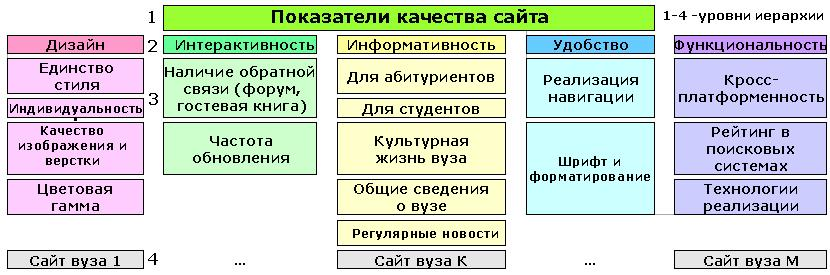 1
Показатели качества сайта
1-4 -уровни иерархии
Дизайн
2
Интерактивность
Информативность
Удобство
Функциональность
3
Единство
стиля
Индивидуальность
Качество
изображения и
верстки
Цветовая
гамма
Наличие обратной
связи (форум,
гостевая книга)
Частота
обновления
Для абитуриентов
Для студентов
Культурная
жизнь вуза
Общие сведения
о вузе
Регулярные новости
Реализация
навигации
Шрифт и
форматирование
Кросс-
платформенность
Рейтинг в
поисковых
системах
Технологии
реализации
Сайт вуза 1
4
...
Сайт вуза К
...
Сайт вуза М